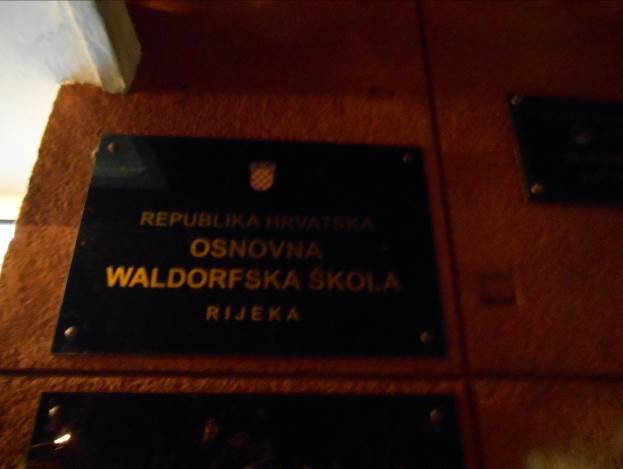 REPUBLIKA HRVATSKA
OSNOVNA
WALDORFSKA ŠKOLA
RIJEKA